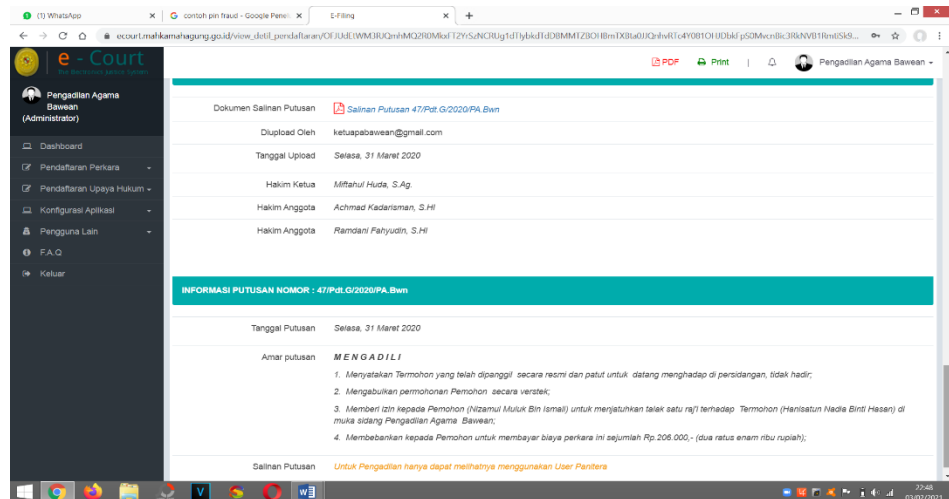 (1) WhatsApp
contoh pin fraud - Google Penel
E-Filing
Pengadilan Agama Bawean
(Administrator)
Dashboard
Pendaftaran Perkara
Pendaftaran Upaya Hukum
Konfigurasi Aplikasi
Pengguna Lain
F.A.Q
Keluar
e - Court
PDF
Print
Pengadilan Agama Bawean
Dokumen Salinan Putusan Salinan Putusan 47/Pdt.G/2020/PA.Bwn
Diupload Oleh ketuapabawean@gmail.com
Tanggal Upload Selasa, 31 Maret 2020
Hakim Ketua Miftahul Huda, S.Ag.
Hakim Anggota Achmad Kadarisman, S.HI
Hakim Anggota Ramdani Fahyudin, S.HI
INFORMASI PUTUSAN NOMOR : 47/Pdt.G/2020/PA.Bwn
Tanggal Putusan Selasa, 31 Maret 2020
Amar putusan M E N G A D I L I
1. Menyatakan Termohon yang telah dipanggil secara resmi dan patut untuk datang menghadap di persidangan, tidak hadir;
2. Mengabulkan permohonan Pemohon secara verstek;
3. Memberi izin kepada Pemohon (Nizamul Muluk Bin Ismail) untuk menjatuhkan talak satu raj'i terhadap Termohon (Hanisatun Nadia Binti Hasan) di
muka sidang Pengadilan Agama Bawean;
4. Membebankan kepada Pemohon untuk membayar biaya perkara ini sejumlah Rp.206.000,- (dua ratus enam ribu rupiah);
Salinan Putusan Untuk Pengadilan hanya dapat melihatnya menggunakan User Panitera
22:48
03/02/2021